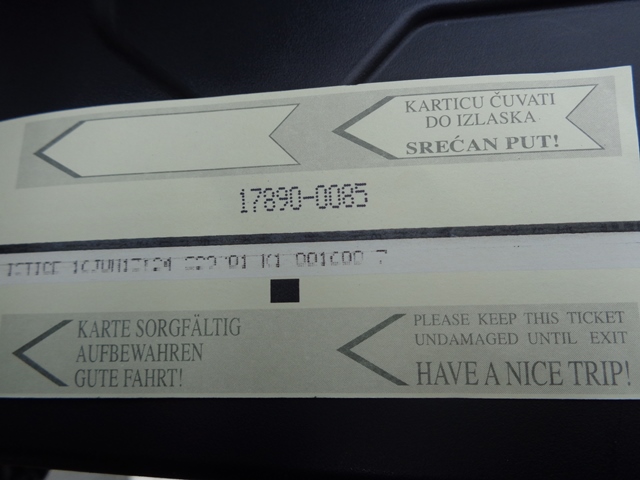 KARTICU ČUVATI
DO IZLASKA
SREĆAN PUT!
17890-0085
KARTE SORGFÄLTIG
AUFBEWAHREN
GUTE FAHRT!
PLEASE KEEP THIS TICKET
UNDAMAGED UNTIL EXIT
HAVE A NICE TRIP!